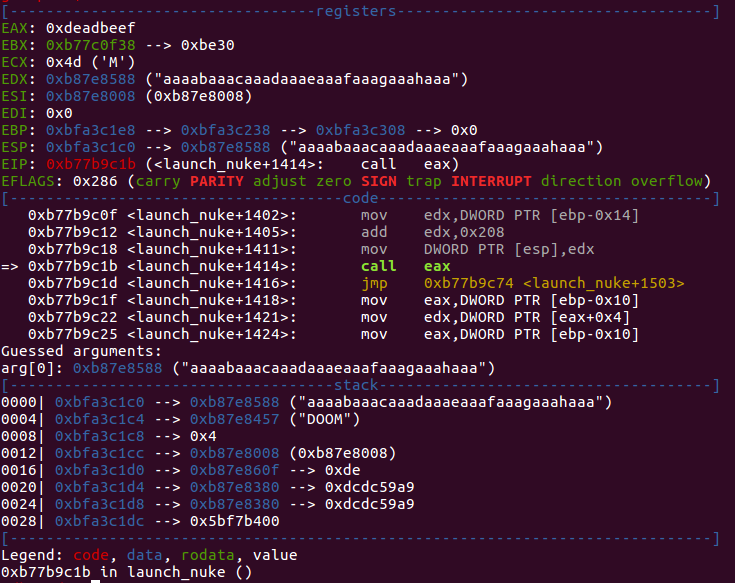 [----------------------------------registers-----------------------------------]
EAX: 0xdeadbeef
EBX: 0xb77c0f38 --> 0xbe30
ECX: 0x4d ('M')
EDX: 0xb87e8588 ("aaaabaaacaaadaaaeaaafaaagaaahaaa")
ESI: 0xb87e8008 (0xb87e8008)
EDI: 0x0
EBP: 0xbfa3c1e8 --> 0xbfa3c238 --> 0xbfa3c308 --> 0x0
ESP: 0xbfa3c1c0 --> 0xb87e8588 ("aaaabaaacaaadaaaeaaafaaagaaahaaa")
EIP: 0xb77b9c1b (<launch_nuke+1414>: call eax)
EFLAGS: 0x286 (carry PARITY adjust zero SIGN trap INTERRUPT direction overflow)
[-------------------------------------code-------------------------------------]
0xb77b9c0f <launch_nuke+1402>: mov edx,DWORD PTR [ebp-0x14]
0xb77b9c12 <launch_nuke+1405>: add edx,0x208
0xb77b9c18 <launch_nuke+1411>: mov DWORD PTR [esp],edx
=> 0xb77b9c1b <launch_nuke+1414>: call eax
0xb77b9c1d <launch_nuke+1416>: jmp 0xb77b9c74 <launch_nuke+1503>
0xb77b9c1f <launch_nuke+1418>: mov eax,DWORD PTR [ebp-0x10]
0xb77b9c22 <launch_nuke+1421>: mov edx,DWORD PTR [eax+0x4]
0xb77b9c25 <launch_nuke+1424>: mov eax,DWORD PTR [ebp-0x10]
Guessed arguments:
arg[0]: 0xb87e8588 ("aaaabaaacaaadaaaeaaafaaagaaahaaa")
[------------------------------------stack-------------------------------------]
0000| 0xbfa3c1c0 --> 0xb87e8588 ("aaaabaaacaaadaaaeaaafaaagaaahaaa")
0004| 0xbfa3c1c4 --> 0xb87e8457 ("DOOM")
0008| 0xbfa3c1c8 --> 0x4
0012| 0xbfa3c1cc --> 0xb87e8008 (0xb87e8008)
0016| 0xbfa3c1d0 --> 0xb87e860f --> 0xde
0020| 0xbfa3c1d4 --> 0xb87e8380 --> 0xdcdc59a9
0024| 0xbfa3c1d8 --> 0xb87e8380 --> 0xdcdc59a9
0028| 0xbfa3c1dc --> 0x5bf7b400
[------------------------------------------------------------------------------]
Legend: code, data, rodata, value
0xb77b9c1b in launch_nuke ()